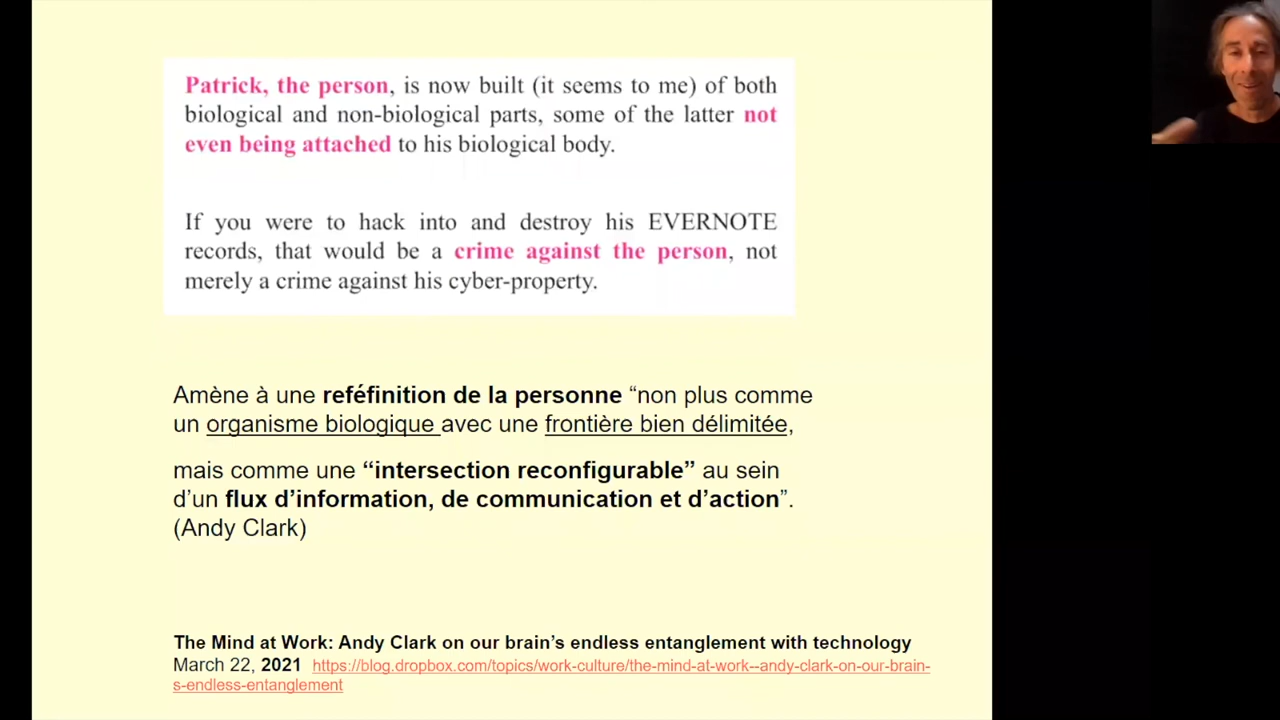 Patrick, the person, is now built (it seems to me) of both
biological and non-biological parts, some of the latter not
even being attached to his biological body.
If you were to hack into and destroy his EVERNOTE
records, that would be a crime against the person, not
merely a crime against his cyber-property.
Amène à une reféfinition de la personne “non plus comme
un organisme biologique avec une frontière bien délimitée,
mais comme une “intersection reconfigurable” au sein
d’un flux d’information, de communication et d’action”.
(Andy Clark)
The Mind at Work: Andy Clark on our brain’s endless entanglement with technology
March 22, 2021 https://blog.dropbox.com/topics/work-culture/the-mind-at-work--andy-clark-on-our-brain-
s-endless-entanglement